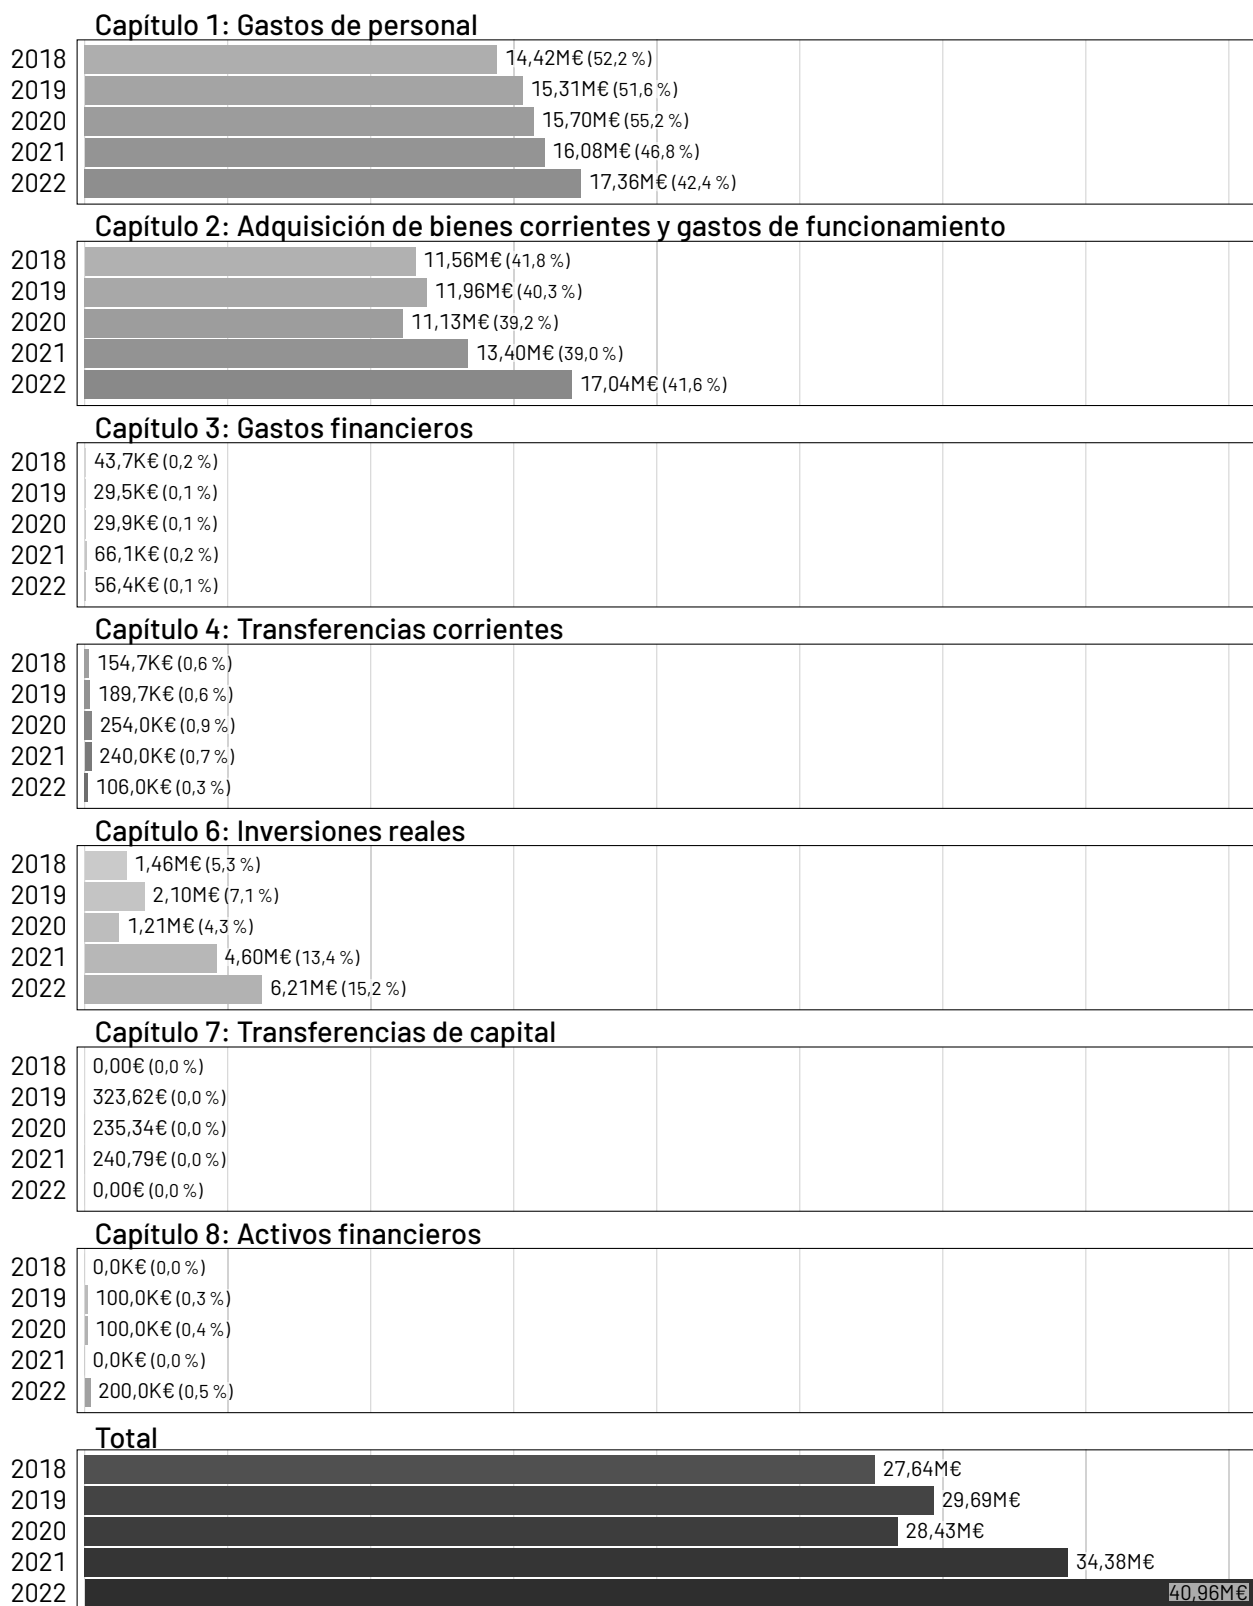 Capítulo 1: Gastos de personal
2018 14,42M€ (52,2 %)
2019 15,31M€ (51,6 %)
2020 15,70M€ (55,2 %)
2021 16,08M€ (46,8 %)
2022 17,36M€ (42,4 %)
Capítulo 2: Adquisición de bienes corrientes y gastos de funcionamiento
2018 11,56M€ (41,8 %)
2019 11,96M€ (40,3 %)
2020 11,13M€ (39,2 %)
2021 13,40M€ (39,0 %)
2022 17,04M€ (41,6 %)
Capítulo 3: Gastos financieros
2018 43,7K€ (0,2 %)
2019 29,5K€ (0,1 %)
2020 29,9K€ (0,1 %)
2021 66,1K€ (0,2 %)
2022 56,4K€ (0,1 %)
Capítulo 4: Transferencias corrientes
2018 154,7K€ (0,6 %)
2019 189,7K€ (0,6 %)
2020 254,0K€ (0,9 %)
2021 240,0K€ (0,7 %)
2022 106,0K€ (0,3 %)
Capítulo 6: Inversiones reales
2018 1,46M€ (5,3 %)
2019 2,10M€ (7,1 %)
2020 1,21M€ (4,3 %)
2021 4,60M€ (13,4 %)
2022 6,21M€ (15,2 %)
Capítulo 7: Transferencias de capital
2018 0,00€ (0,0 %)
2019 323,62€ (0,0 %)
2020 235,34€ (0,0 %)
2021 240,79€ (0,0 %)
2022 0,00€ (0,0 %)
Capítulo 8: Activos financieros
2018 0,0K€ (0,0 %)
2019 100,0K€ (0,3 %)
2020 100,0K€ (0,4 %)
2021 0,0K€ (0,0 %)
2022 200,0K€ (0,5 %)
Total
2018 27,64M€
2019 29,69M€
2020 28,43M€
2021 34,38M€
2022 40,96M€